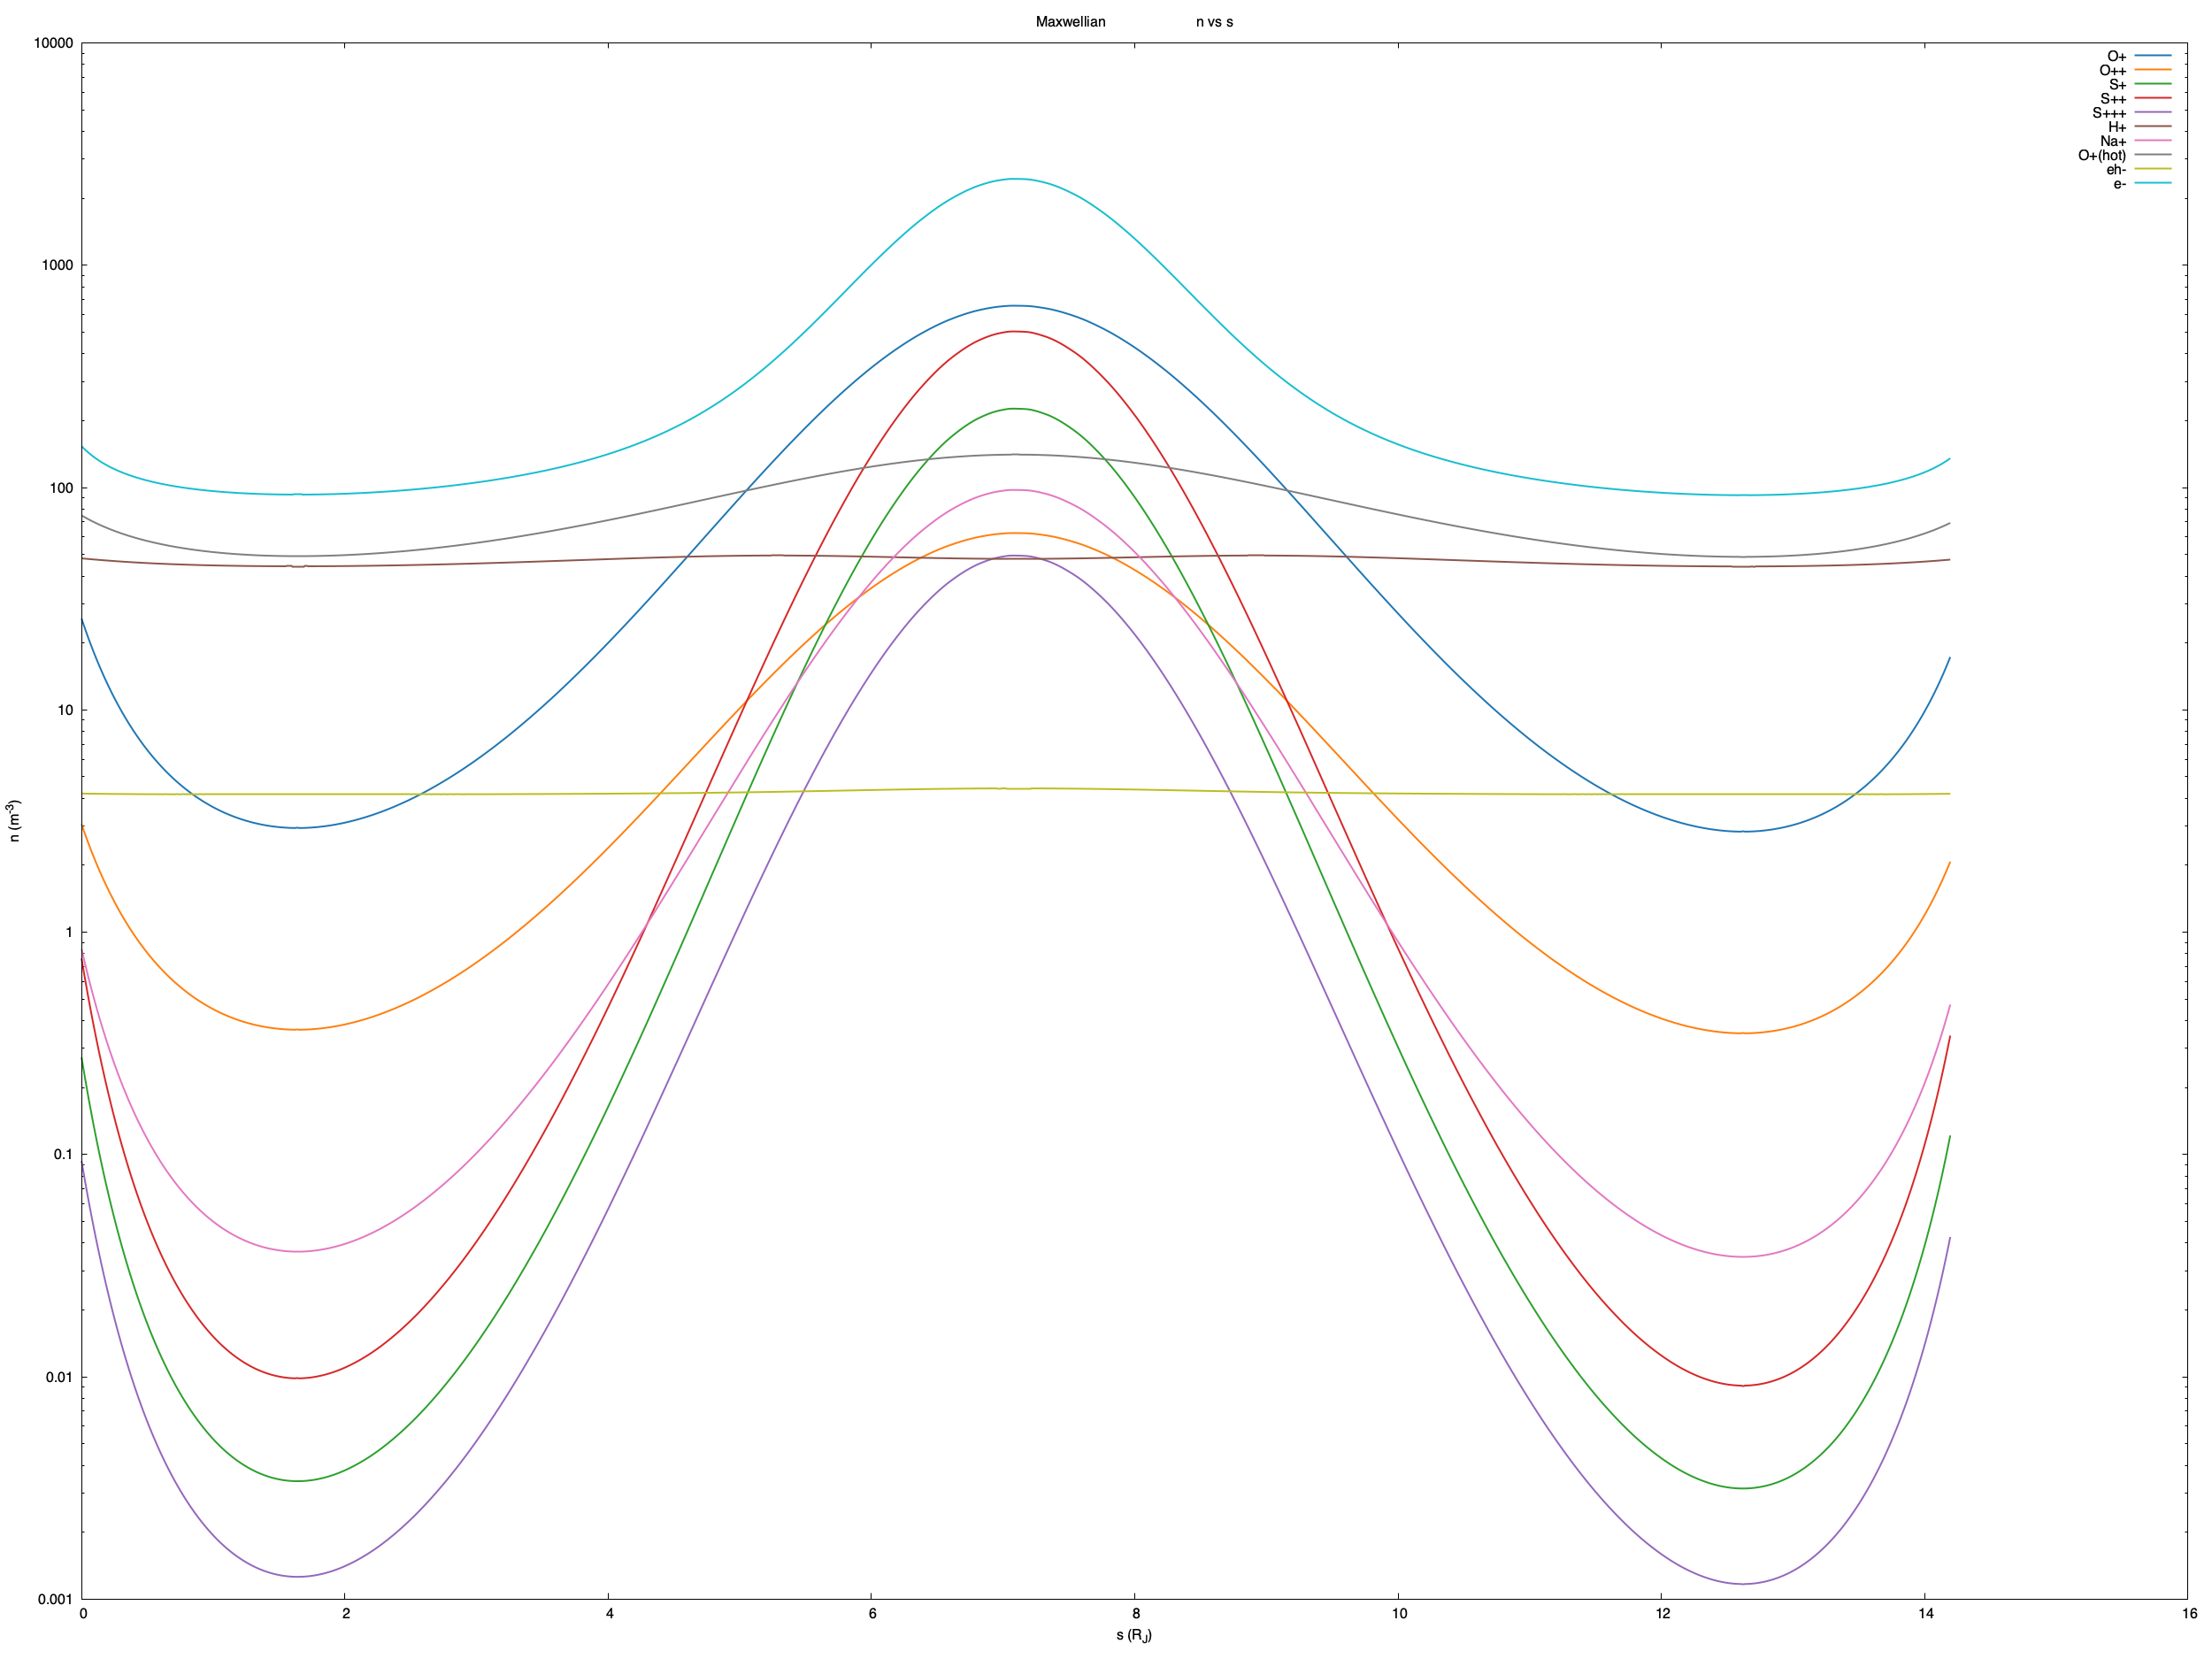 Maxwellian n vs s
10000
1000
100
10
1
0.1
0.01
0.001
n (m-3)
O+
O++
S+
S++
S+++
H+
Na+
O+(hot)
eh-
e-
0 2 4 6 8 10 12 14 16
s (RJ)